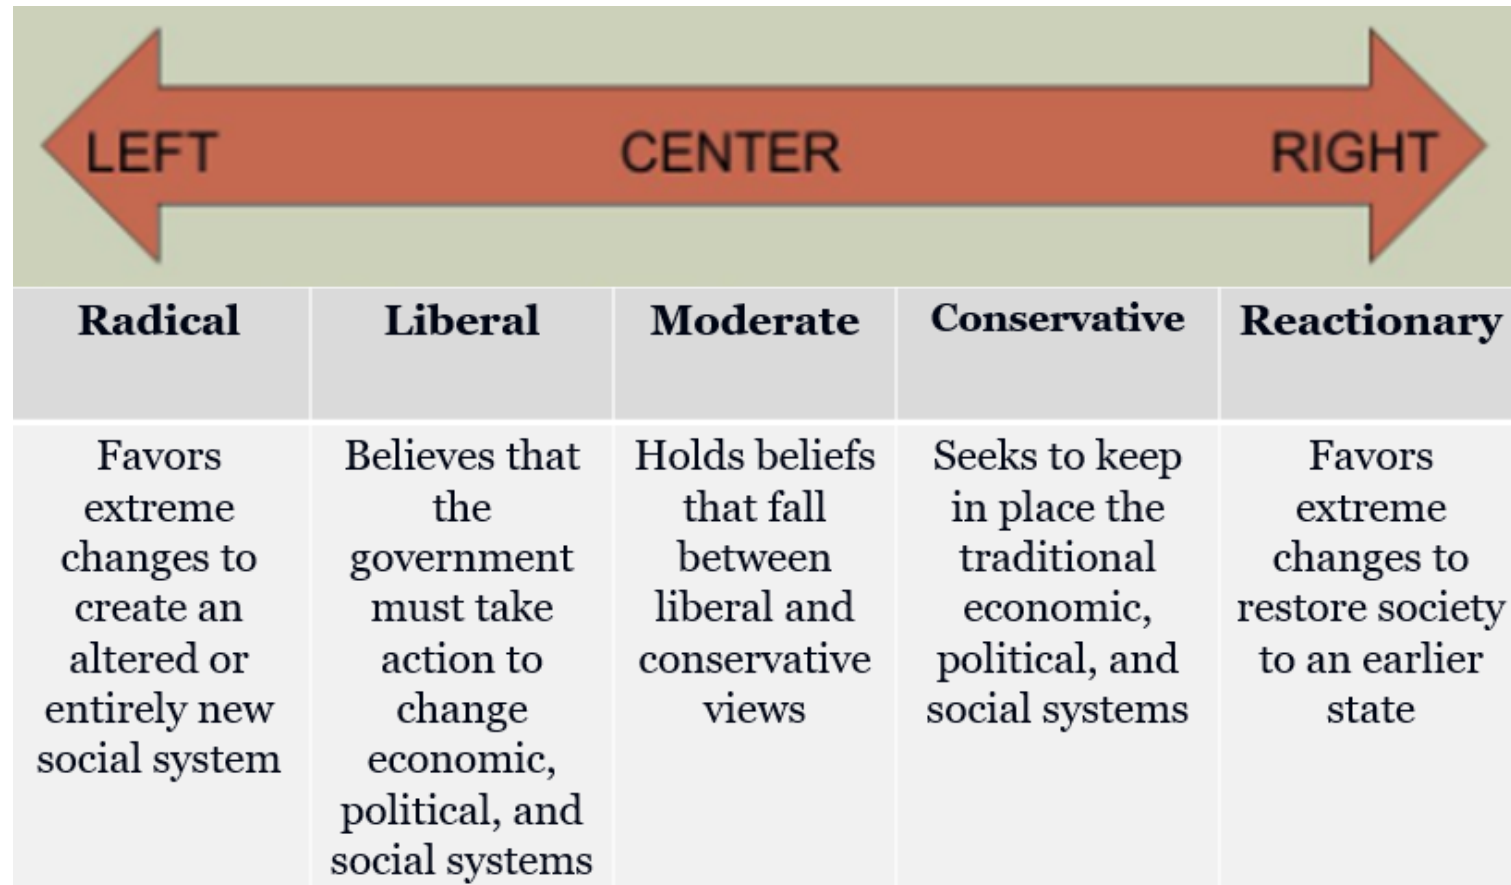 LEFT CENTER RIGHT
Radical
Liberal
Moderate
Conservative
Reactionary
Favors
extreme
changes to
create an
altered or
entirely new
social system
Believes that
the
government
must take
action to
change
economic,
political, and
social systems
Holds beliefs
that fall
between
liberal and
conservative
views
Seeks to keep
in place the
traditional
economic,
political, and
social systems
Favors
extreme
changes to
restore society
to an earlier
state